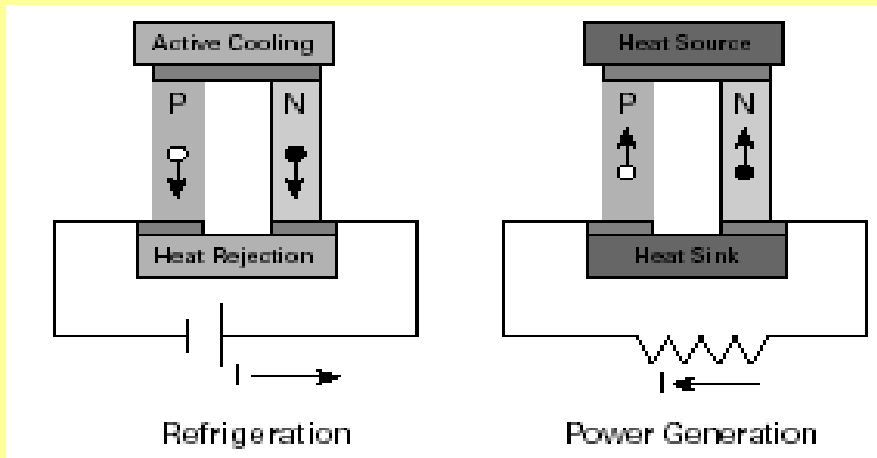 Active Cooling
P
N
Heat Rejection
I
Refrigeration
Heat Source
P
N
Heat Sink
I
Power Generation